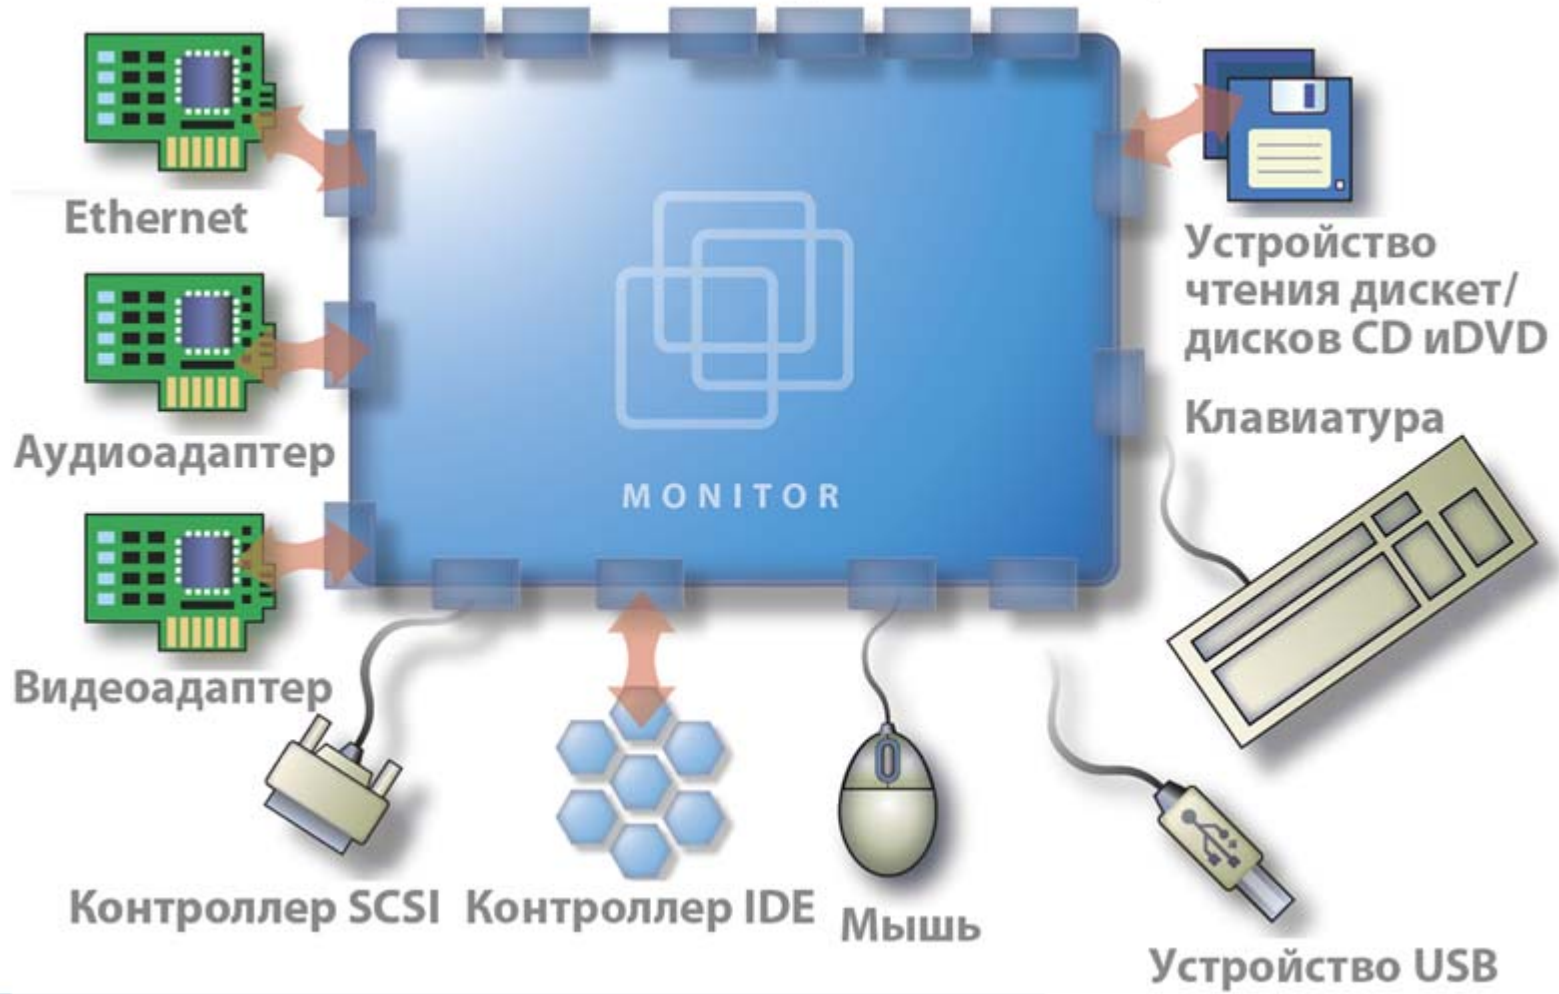 Ethernet
Устройство
чтения дискет/
дисков CD иDVD
Аудиоадаптер
Клавиатура
MONITOR
Видеоадаптер
Контроллер SCSI
Контроллер IDE
Мышь
Устройство USB